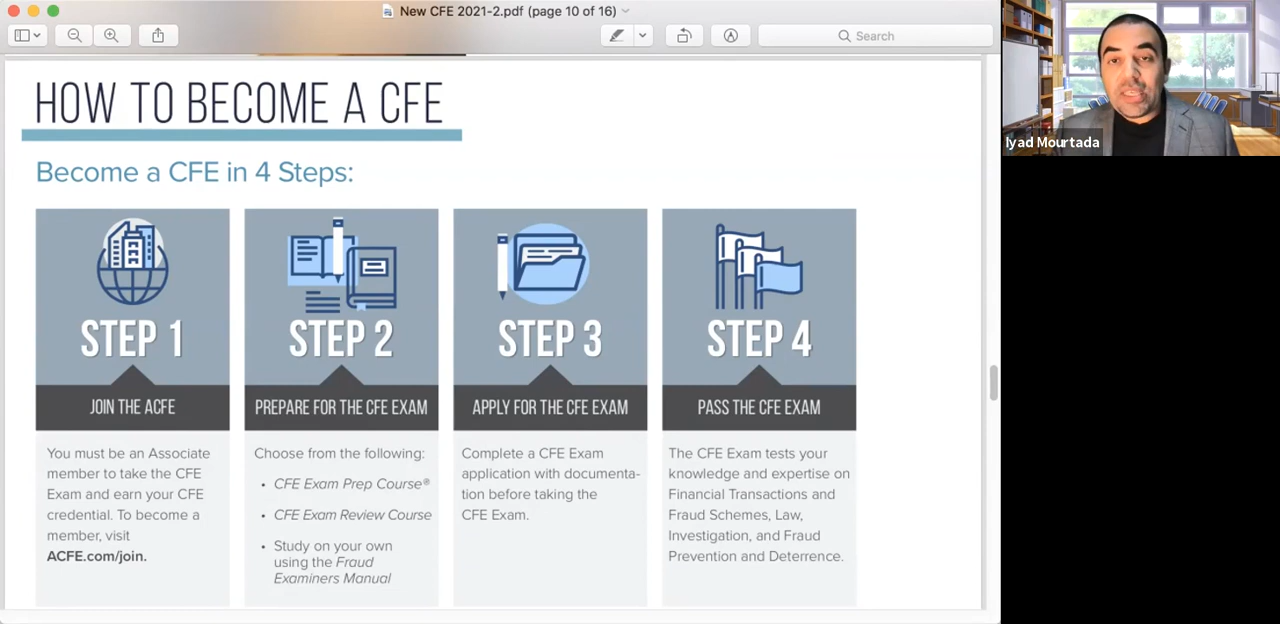 New CFE 2021-2.pdf (page 10 of 16)
Search
HOW TO BECOME A CFE
Become a CFE in 4 Steps:
STEP 1
JOIN THE ACFE
You must be an Associate
member to take the CFE
Exam and earn your CFE
credential. To become a
member, visit
ACFE.com/join.
STEP 2
PREPARE FOR THE CFE EXAM
Choose from the following:
• CFE Exam Prep Course®
• CFE Exam Review Course
• Study on your own
using the Fraud
Examiners Manual
STEP 3
APPLY FOR THE CFE EXAM
Complete a CFE Exam
application with documenta-
tion before taking the
CFE Exam.
STEP 4
PASS THE CFE EXAM
The CFE Exam tests your
knowledge and expertise on
Financial Transactions and
Fraud Schemes, Law,
Investigation, and Fraud
Prevention and Deterrence.
Iyad Mourtada